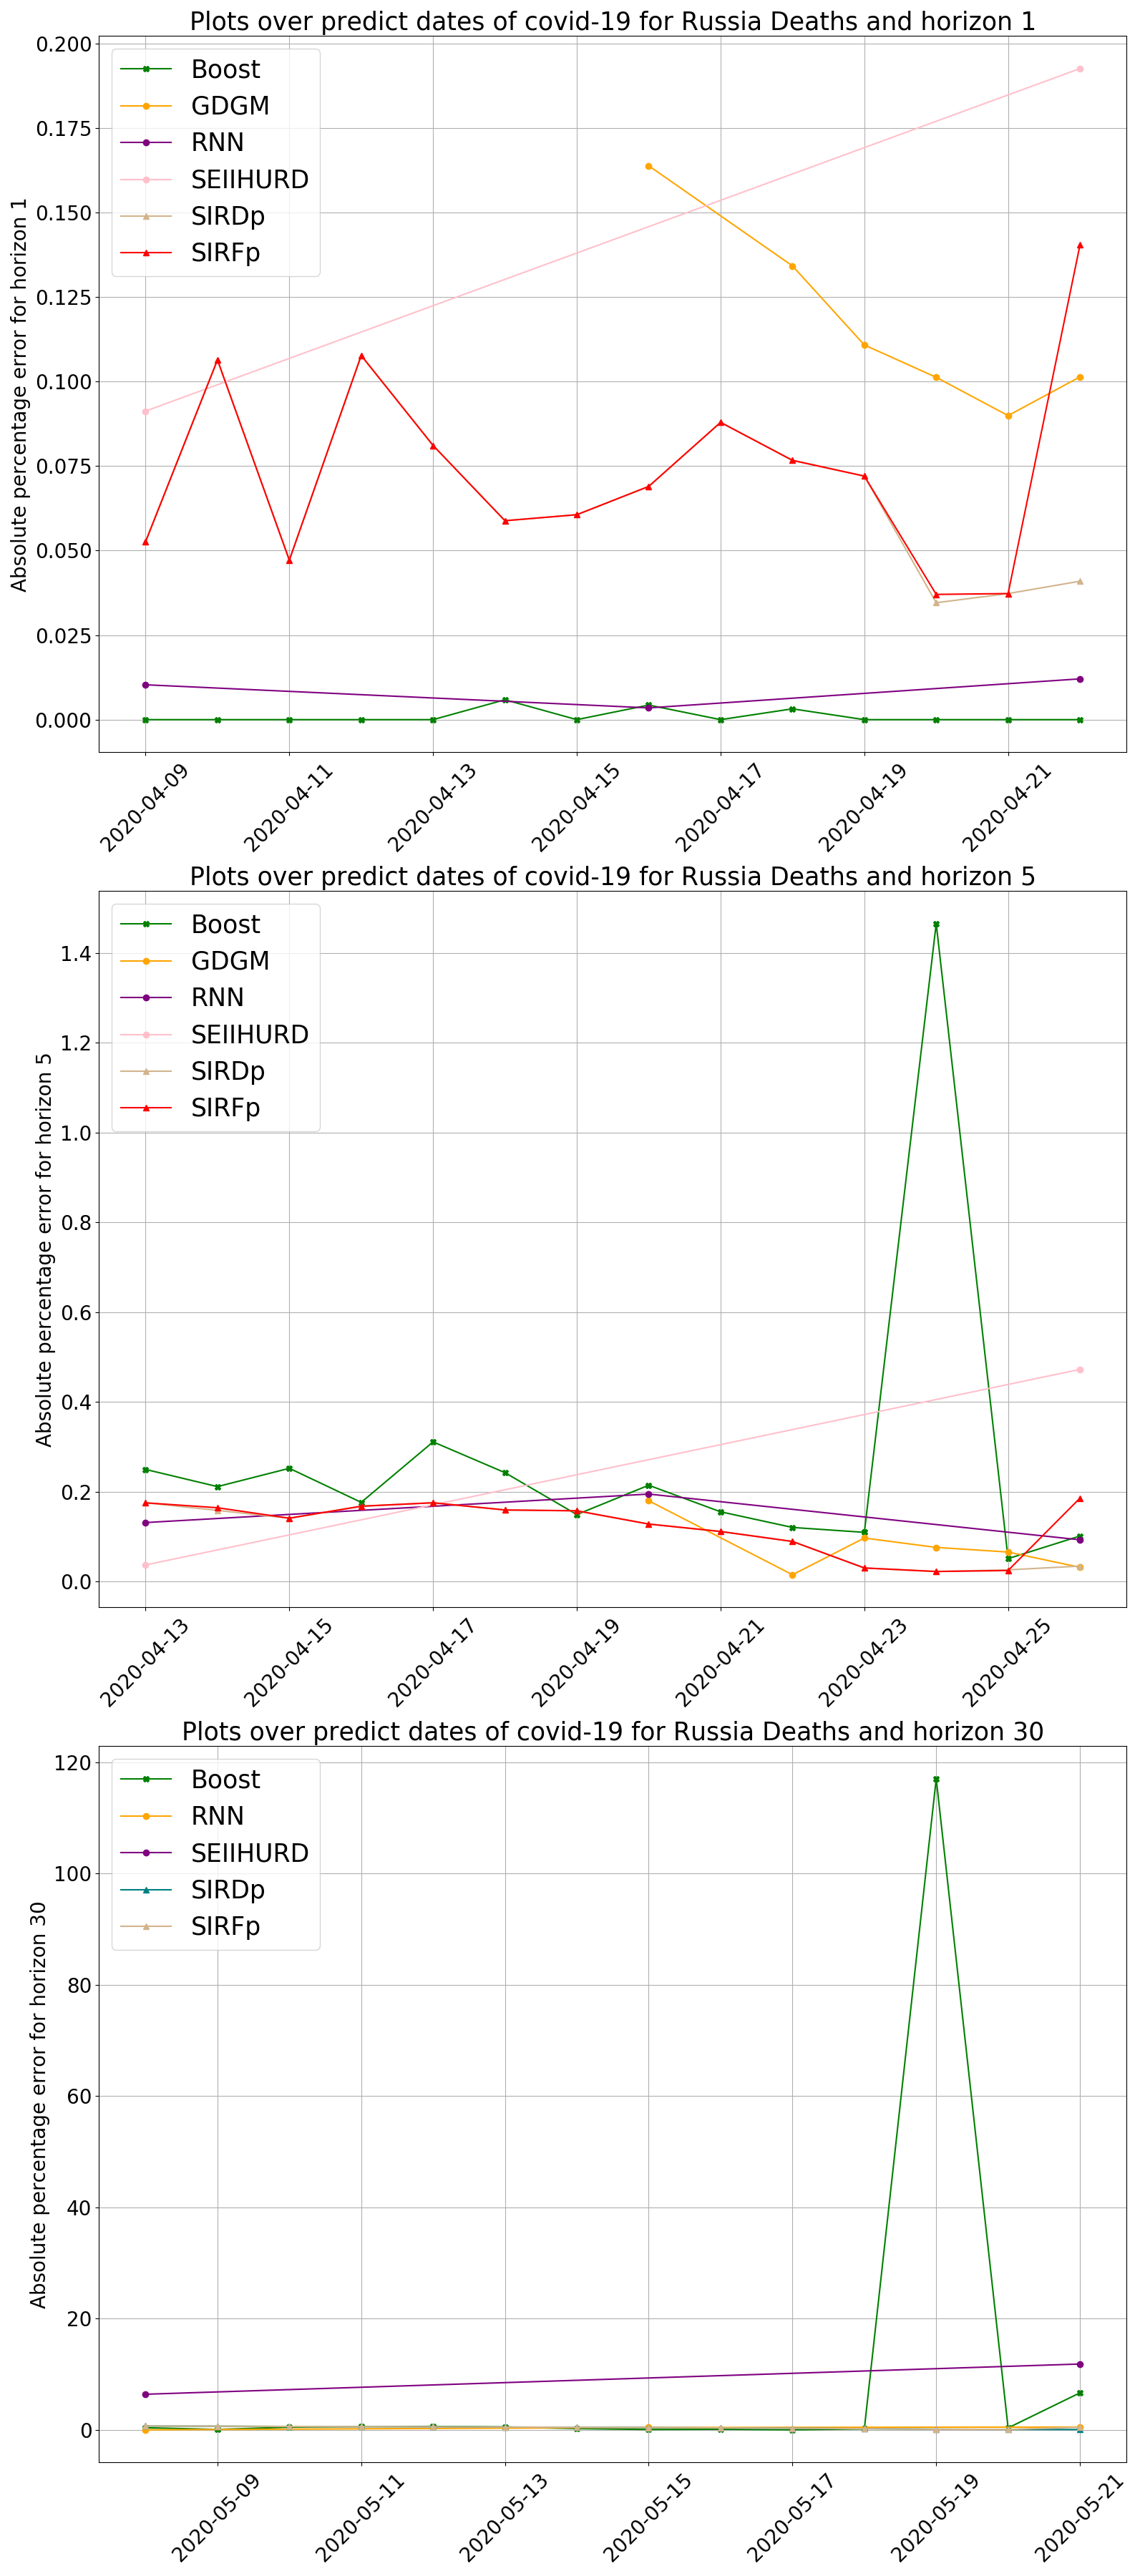 Plots over predict dates of covid-19 for Russia Deaths and horizon 1
Absolute percentage error for horizon 1
0.200
0.175
0.150
0.125
0.100
0.075
0.050
0.025
0.000
Boost
GDGM
RNN
SEIIHURD
SIRDp
SIRFp
2020-04-09
2020-04-11
2020-04-13
2020-04-15
2020-04-17
2020-04-19
2020-04-21
Plots over predict dates of covid-19 for Russia Deaths and horizon 5
Absolute percentage error for horizon 5
1.4
1.2
1.0
0.8
0.6
0.4
0.2
0.0
Boost
GDGM
RNN
SEIIHURD
SIRDp
SIRFp
2020-04-13
2020-04-15
2020-04-17
2020-04-19
2020-04-21
2020-04-23
2020-04-25
Plots over predict dates of covid-19 for Russia Deaths and horizon 30
Absolute percentage error for horizon 30
120
100
80
60
40
20
0
Boost
RNN
SEIIHURD
SIRDp
SIRFp
2020-05-09
2020-05-11
2020-05-13
2020-05-15
2020-05-17
2020-05-19
2020-05-21